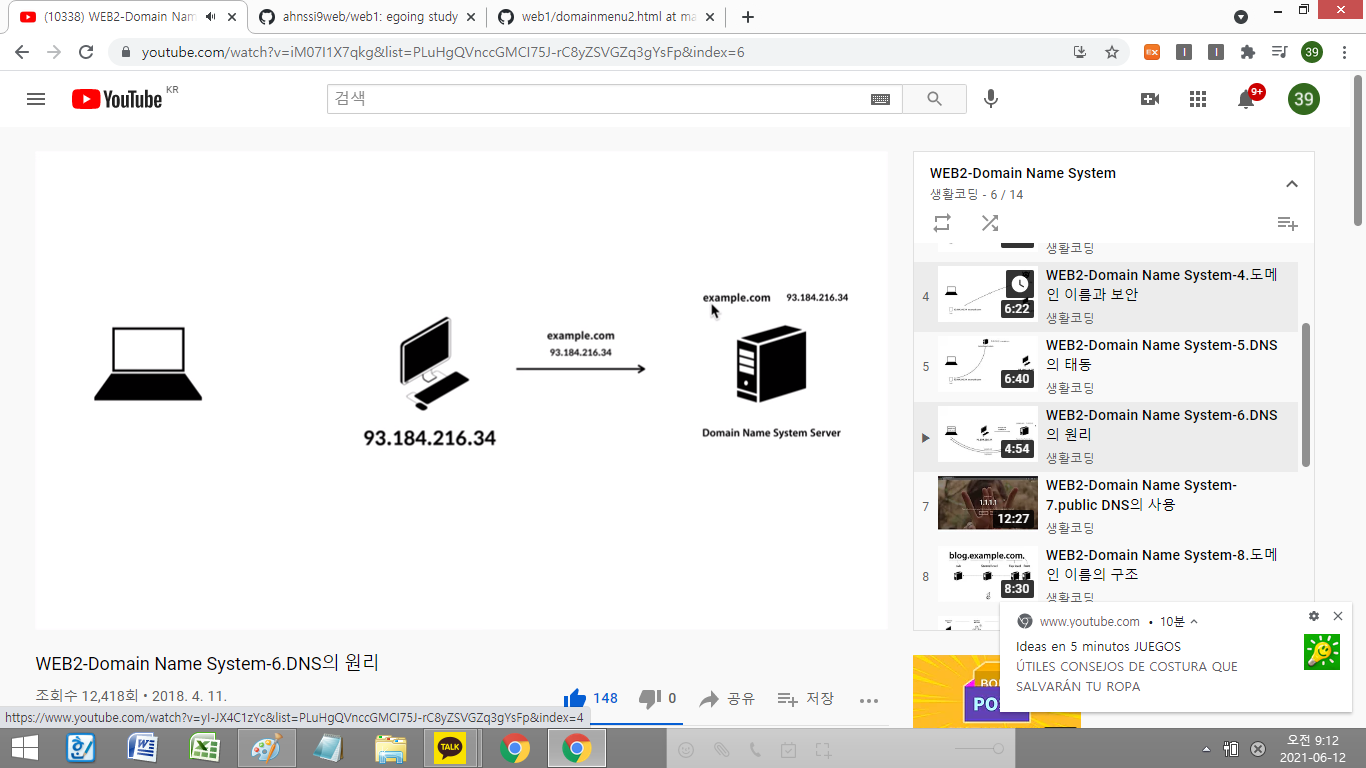 (10338) WEB2-Domain Nam
ahnssi9web/web1: egoing study
web1/domainmenu2.html at ma
youtube.com/watch?v=iM07I1X7qkg&list=PLuHgQVnccGMCI75J-rC8yZSVGZq3gYsFp&index=6
39
YouTube KR
검색
9+
39
example.com 93.184.216.34
example.com
93.184.216.34
93.184.216.34
Domain Name System Server
WEB2-Domain Name System
생활코딩 - 6 / 14
생활코딩
4
6:22
WEB2-Domain Name System-4.도메
인 이름과 보안
생활코딩
5
6:40
WEB2-Domain Name System-5.DNS
의 태동
생활코딩
4:54
WEB2-Domain Name System-6.DNS
의 원리
생활코딩
7
1.1.1.1
12:27
WEB2-Domain Name System-
7.public DNS의 사용
생활코딩
8
blog.example.com.
8:30
WEB2-Domain Name System-8.도메
인 이름의 구조
생활코딩
www.youtube.com • 10분
Ideas en 5 minutos JUEGOS
ÚTILES CONSEJOS DE COSTURA QUE
SALVARÁN TU ROPA
WEB2-Domain Name System-6.DNS의 원리
조회수 12,418회 • 2018. 4. 11.
148
0
공유
저장
https://www.youtube.com/watch?v=yI-JX4C1zYc&list=PLuHgQVnccGMCI75J-rC8yZSVGZq3gYsFp&index=4
TALK
오전 9:12
2021-06-12